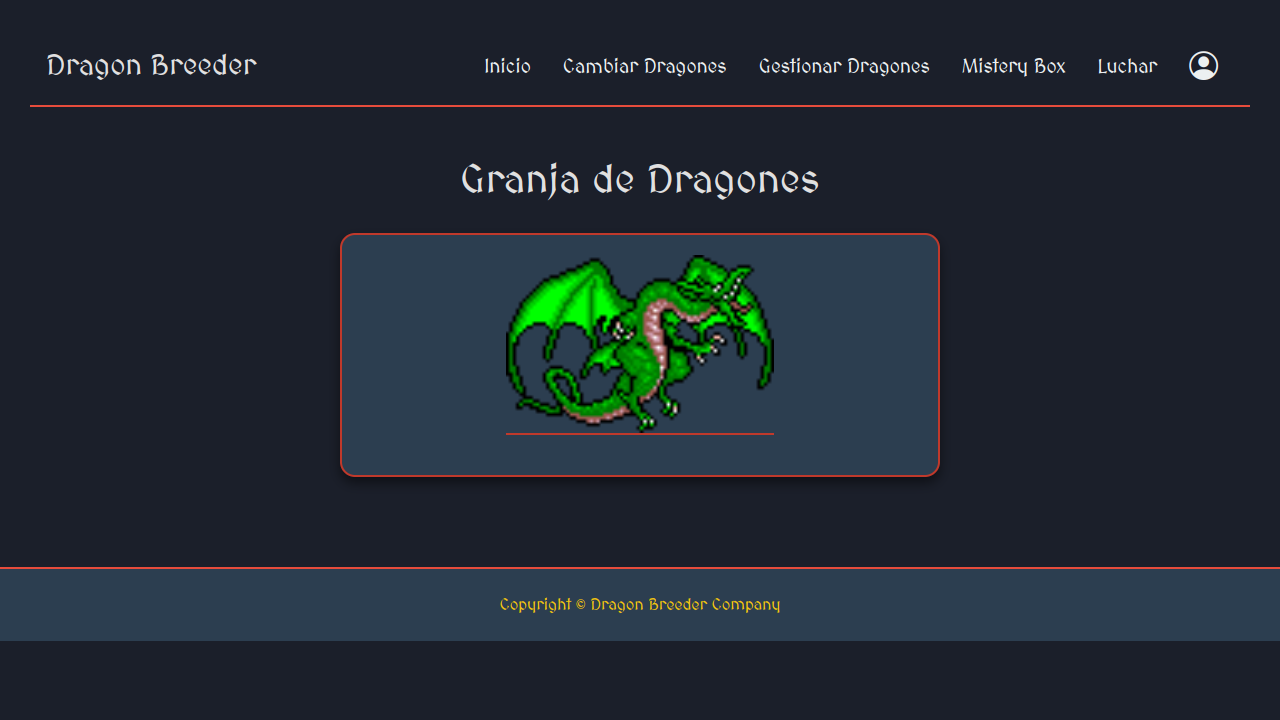 Dragon Breeder
Inicio Cambiar Dragones Gestionar Dragones Mistery Box Luchar
Granja de Dragones
Copyright © Dragon Breeder Company